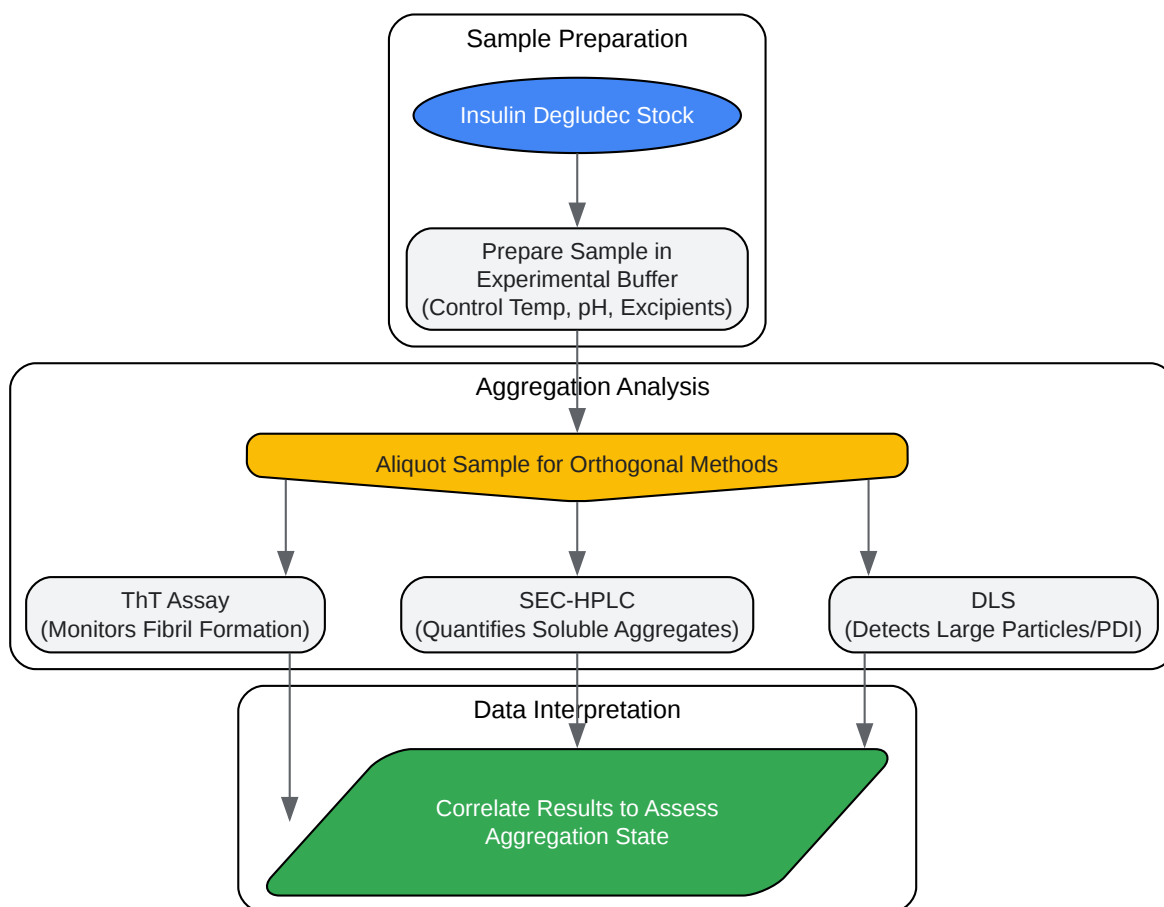 Sample Preparation
Insulin Degludec Stock
Prepare Sample in
Experimental Buffer
(Control Temp, pH, Excipients)
Aggregation Analysis
Aliquot Sample for Orthogonal Methods
ThT Assay
(Monitors Fibril Formation)
SEC-HPLC
(Quantifies Soluble Aggregates)
DLS
(Detects Large Particles/PDI)
Data Interpretation
Correlate Results to Assess
Aggregation State